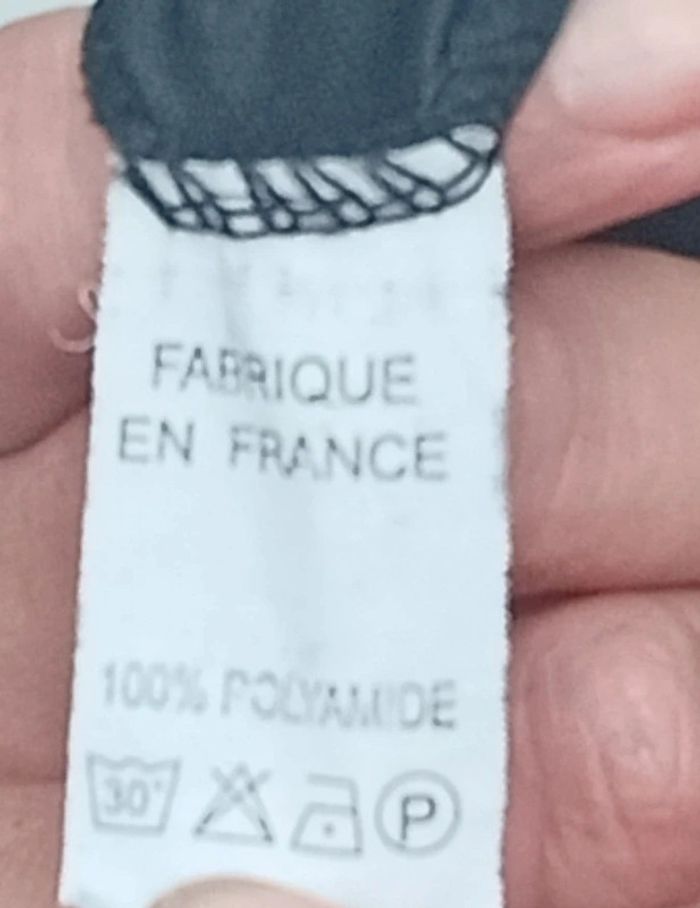 FABRIQUE
EN FRANCE
100% POLYAMIDE
30°
P